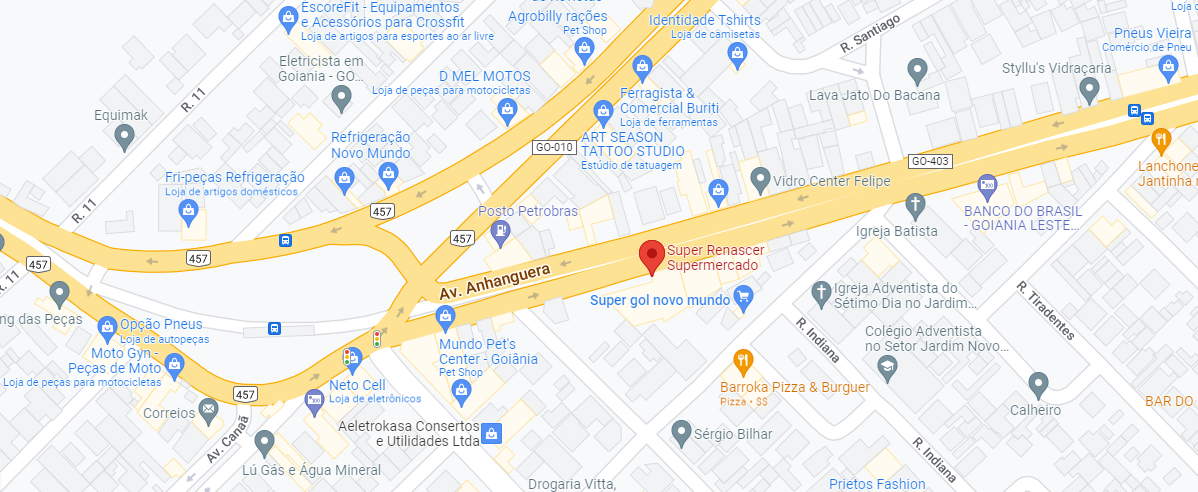 EscoreFit - Equipamentos
e Acessórios para Crossfit
Loja de artigos para esportes ao ar livre
Agrobilly rações
Pet Shop
Identidade Tshirts
Loja de camisetas
R. Santiago
Pneus Vieira
Comércio de Pneu
Eletricista em
Goiania - GO...
D MEL MOTOS
Loja de peças para motocicletas
Styllu's Vidraçaria
Lava Jato Do Bacana
R. 11
Equimak
Ferragista &
Comercial Buriti
Loja de ferramentas
Refrigeração
Novo Mundo
GO-010
ART SEASON
TATTOO STUDIO
Estúdio de tatuagem
GO-403
Lanchone
Jantinha
Fri-peças Refrigeração
Loja de artigos domésticos
Vidro Center Felipe
R. 11
457
Posto Petrobras
BANCO DO BRASIL
- GOIANIA LESTE...
Igreja Batista
457
457
457
Super Renascer
Supermercado
Av. Anhanguera
R. 11
Super gol novo mundo
Igreja Adventista do
Sétimo Dia no Jardim...
R. Tiradentes
ng das Peças
Opção Pneus
Loja de autopeças
R. Indiana
Colégio Adventista
no Setor Jardim Novo...
Moto Gyn -
Peças de Moto
Loja de peças para motocicletas
Mundo Pet's
Center - Goiânia
Pet Shop
Neto Cell
Loja de eletrônicos
457
Barroka Pizza & Burguer
Pizza • $$
BAR DO
Correios
Av. Canaã
Calheiro
Aeletrokasa Consertos
e Utilidades Ltda
Sérgio Bilhar
R. Indiana
Lú Gás e Água Mineral
Drogaria Vitta,
Prietos Fashion